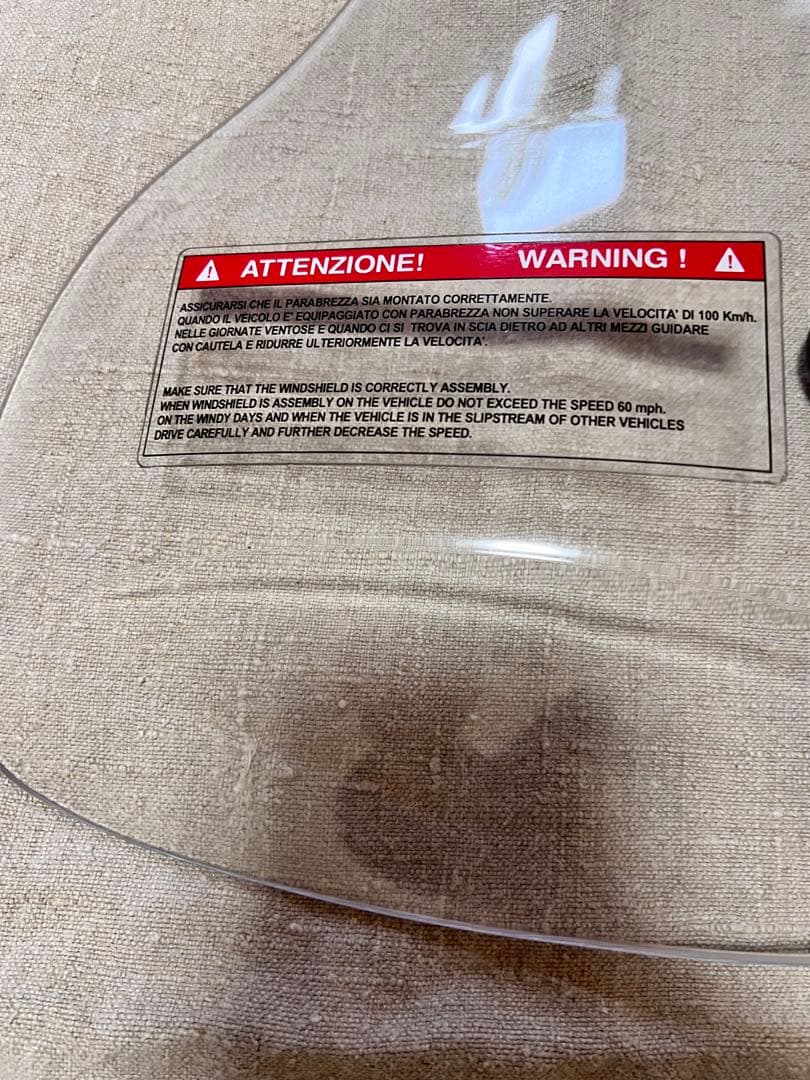 ATTENZIONE! WARNING !
ASSICURARSI CHE IL PARABREZZA SIA MONTATO CORRETTAMENTE.
QUANDO IL VEICOLO E' EQUIPAGGIATO CON PARABREZZA NON SUPERARE LA VELOCITA' DI 100 Km/h.
NELLE GIORNATE VENTOSE E QUANDO CI SI TROVA IN SCIA DIETRO AD ALTRI MEZZI GUIDARE
CON CAUTELA E RIDURRE ULTERIORMENTE LA VELOCITA'.
MAKE SURE THAT THE WINDSHIELD IS CORRECTLY ASSEMBLY.
WHEN WINDSHIELD IS ASSEMBLY ON THE VEHICLE DO NOT EXCEED THE SPEED 60 mph.
ON THE WINDY DAYS AND WHEN THE VEHICLE IS IN THE SLIPSTREAM OF OTHER VEHICLES
DRIVE CAREFULLY AND FURTHER DECREASE THE SPEED.